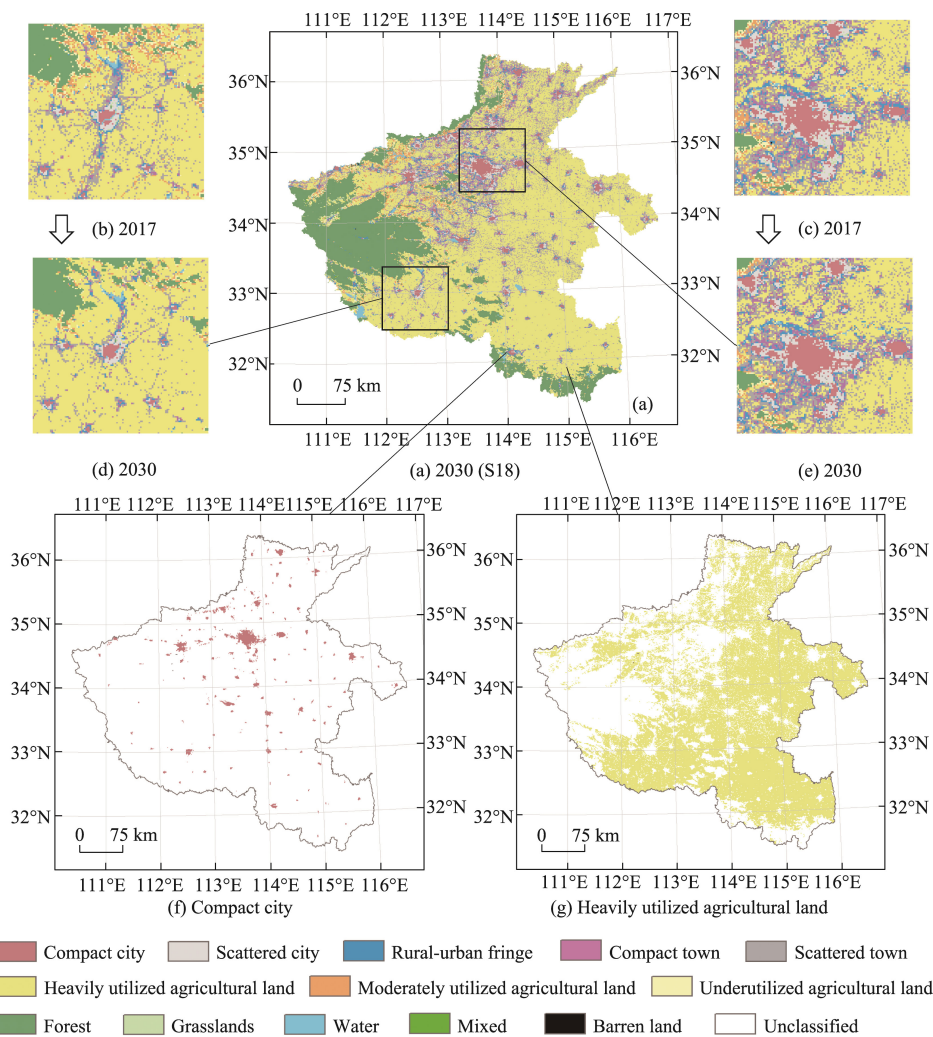 111°E 112°E 113°E 114°E 115°E 116°E 117°E
36°N 36°N
35°N 35°N
34°N 34°N
33°N 33°N
32°N 32°N
0 75 km
(a)
111°E 112°E 113°E 114°E 115°E 116°E
(b) 2017
(c) 2017
(d) 2030
(a) 2030 (S18)
(e) 2030
111°E 112°E 113°E 114°E 115°E 116°E 117°E
36°N 36°N
35°N 35°N
34°N 34°N
33°N 33°N
32°N 32°N
0 75 km
111°E 112°E 113°E 114°E 115°E 116°E
(f) Compact city
111°E 112°E 113°E 114°E 115°E 116°E 117°E
36°N 36°N
35°N 35°N
34°N 34°N
33°N 33°N
32°N 32°N
0 75 km
111°E 112°E 113°E 114°E 115°E 116°E
(g) Heavily utilized agricultural land
Compact city Scattered city Rural-urban fringe Compact town Scattered town
Heavily utilized agricultural land Moderately utilized agricultural land Underutilized agricultural land
Forest Grasslands Water Mixed Barren land Unclassified